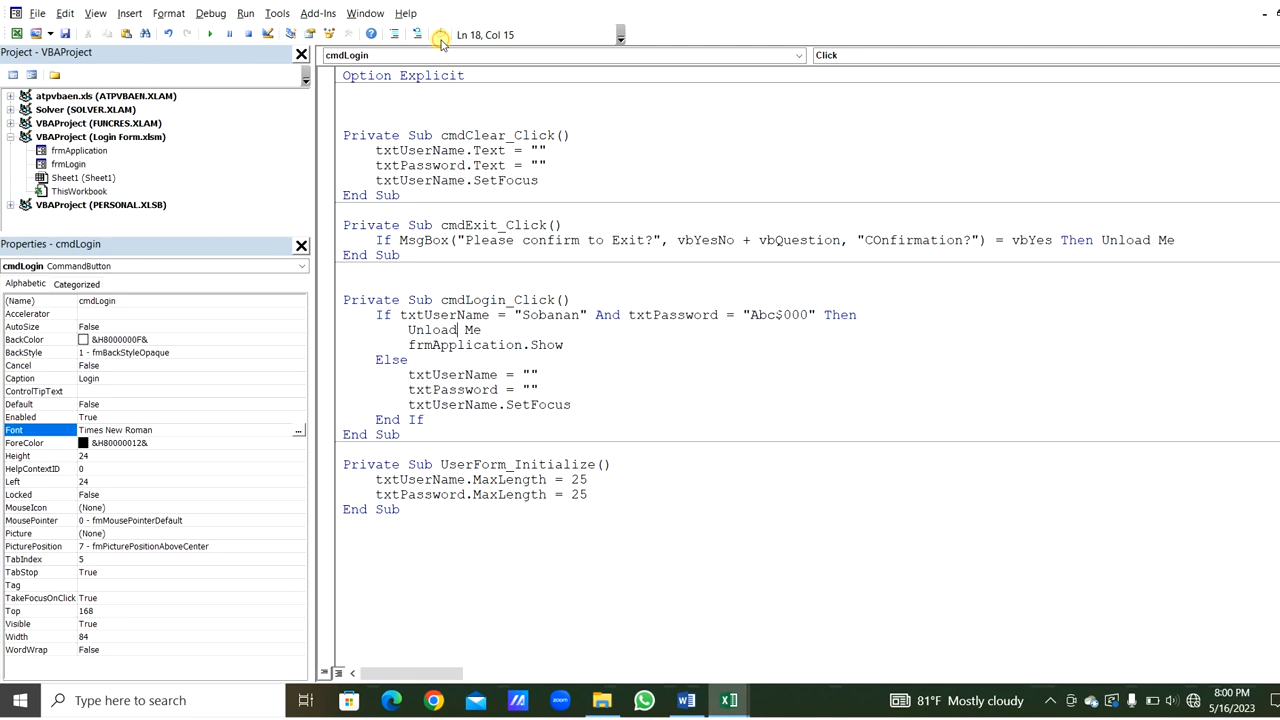 File Edit View Insert Format Debug Run Tools Add-Ins Window Help
Ln 18, Col 15
Project - VBAProject
atpvbaen.xls (ATPVBAEN.XLAM)
Solver (SOLVER.XLAM)
VBAProject (FUNCRES.XLAM)
VBAProject (Login Form.xlsm)
frmApplication
frmLogin
Sheet1 (Sheet1)
ThisWorkbook
VBAProject (PERSONAL.XLSB)
Properties - cmdLogin
cmdLogin CommandButton
Alphabetic Categorized
(Name) cmdLogin
Accelerator
AutoSize False
BackColor &H8000000F&
BackStyle 1 - fmBackStyleOpaque
Cancel False
Caption Login
ControlTipText
Default False
Enabled True
Font Times New Roman ...
ForeColor &H80000012&
Height 24
HelpContextID 0
Left 24
Locked False
MouseIcon (None)
MousePointer 0 - fmMousePointerDefault
Picture (None)
PicturePosition 7 - fmPicturePositionAboveCenter
TabIndex 5
TabStop True
Tag
TakeFocusOnClick True
Top 168
Visible True
Width 84
WordWrap False
cmdLogin Click
Option Explicit
Private Sub cmdClear_Click()
txtUserName.Text = ""
txtPassword.Text = ""
txtUserName.SetFocus
End Sub
Private Sub cmdExit_Click()
If MsgBox("Please confirm to Exit?", vbYesNo + vbQuestion, "COnfirmation?") = vbYes Then Unload Me
End Sub
Private Sub cmdLogin_Click()
If txtUserName = "Sobanan" And txtPassword = "Abc$000" Then
Unload Me
frmApplication.Show
Else
txtUserName = ""
txtPassword = ""
txtUserName.SetFocus
End If
End Sub
Private Sub UserForm_Initialize()
txtUserName.MaxLength = 25
txtPassword.MaxLength = 25
End Sub
Type here to search
81°F Mostly cloudy
8:00 PM
5/16/2023